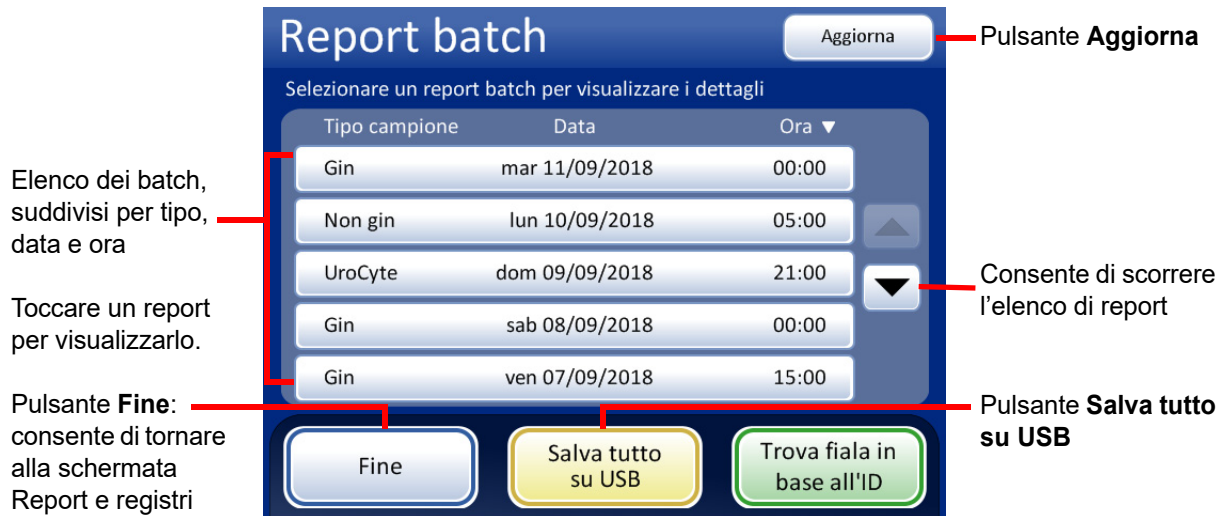 Report batch
Aggiorna
Pulsante Aggiorna
Selezionare un report batch per visualizzare i dettagli
Tipo campione Data Ora ▼
Gin mar 11/09/2018 00:00
Non gin lun 10/09/2018 05:00
UroCyte dom 09/09/2018 21:00
Gin sab 08/09/2018 00:00
Gin ven 07/09/2018 15:00
Elenco dei batch,
suddivisi per tipo,
data e ora
Toccare un report
per visualizzarlo.
Consente di scorrere
l’elenco di report
Pulsante Fine:
consente di tornare
alla schermata
Report e registri
Fine
Salva tutto
su USB
Trova fiala in
base all'ID
Pulsante Salva tutto
su USB